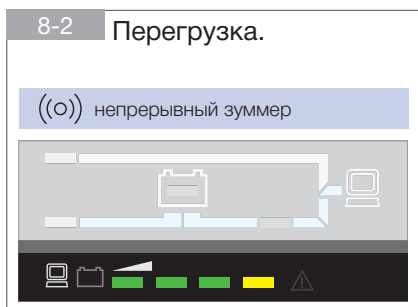 8-2 Перегрузка.
непрерывный зуммер